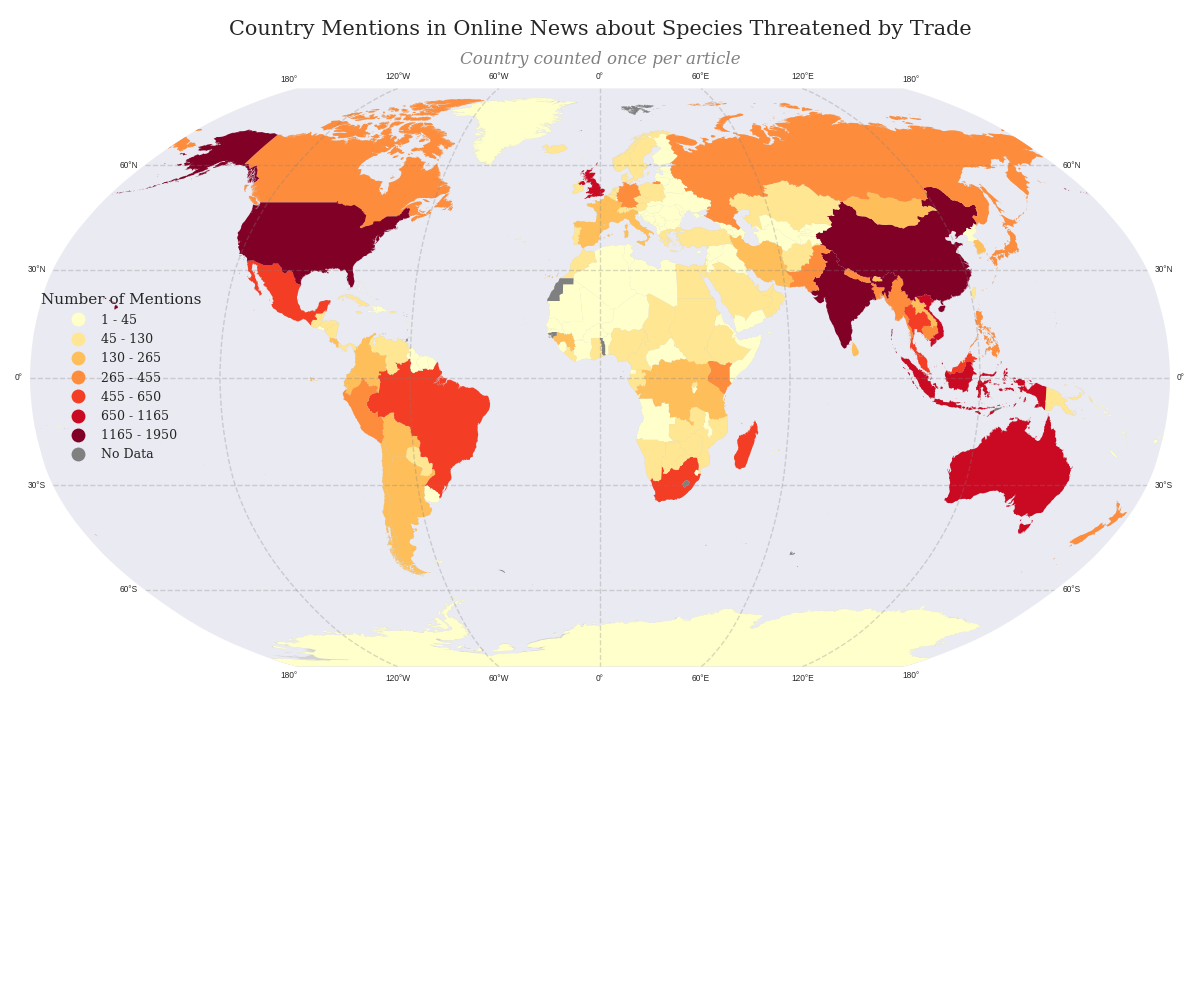 Country Mentions in Online News about Species Threatened by Trade
Country counted once per article
180° 120°W 60°W 0° 60°E 120°E 180°
60°N 60°N
30°N 30°N
Number of Mentions
1 - 45
45 - 130
130 - 265
265 - 455
0° 0°
455 - 650
650 - 1165
1165 - 1950
No Data
30°S 30°S
60°S 60°S
180° 120°W 60°W 0° 60°E 120°E 180°